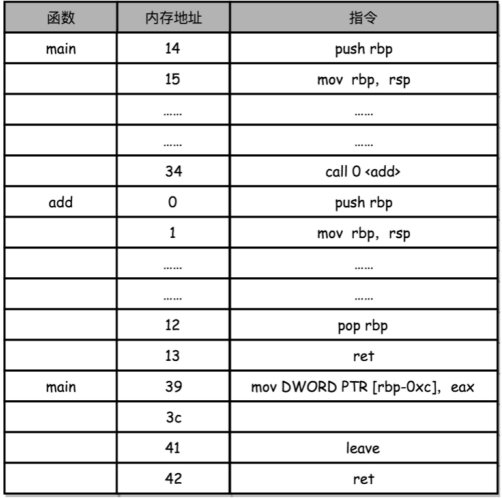 函数 内存地址 指令
main 14 push rbp
15 mov rbp, rsp
...... ......
...... ......
34 call 0 <add>
add 0 push rbp
1 mov rbp, rsp
...... ......
...... ......
12 pop rbp
13 ret
main 39 mov DWORD PTR [rbp-0xc], eax
3c
41 leave
42 ret